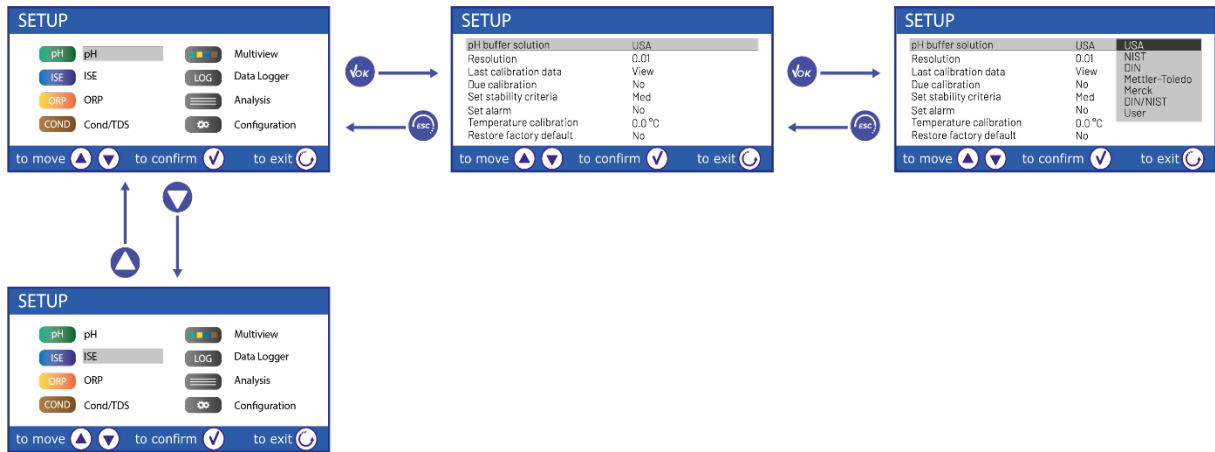 SETUP
pH pH Multiview
ISE ISE LOG Data Logger
ORP ORP Analysis
COND Cond/TDS Configuration
to move to confirm to exit
√OK
ESC
SETUP
pH buffer solution USA
Resolution 0.01
Last calibration data View
Due calibration No
Set stability criteria Med
Set alarm No
Temperature calibration 0.0 °C
Restore factory default No
to move to confirm to exit
√OK
ESC
SETUP
pH buffer solution USA USA
Resolution 0.01 NIST
Last calibration data View DIN
Due calibration No Mettler-Toledo
Set stability criteria Med Merck
Set alarm No DIN/NIST
Temperature calibration 0.0 °C User
Restore factory default No
to move to confirm to exit
SETUP
pH pH Multiview
ISE ISE LOG Data Logger
ORP ORP Analysis
COND Cond/TDS Configuration
to move to confirm to exit